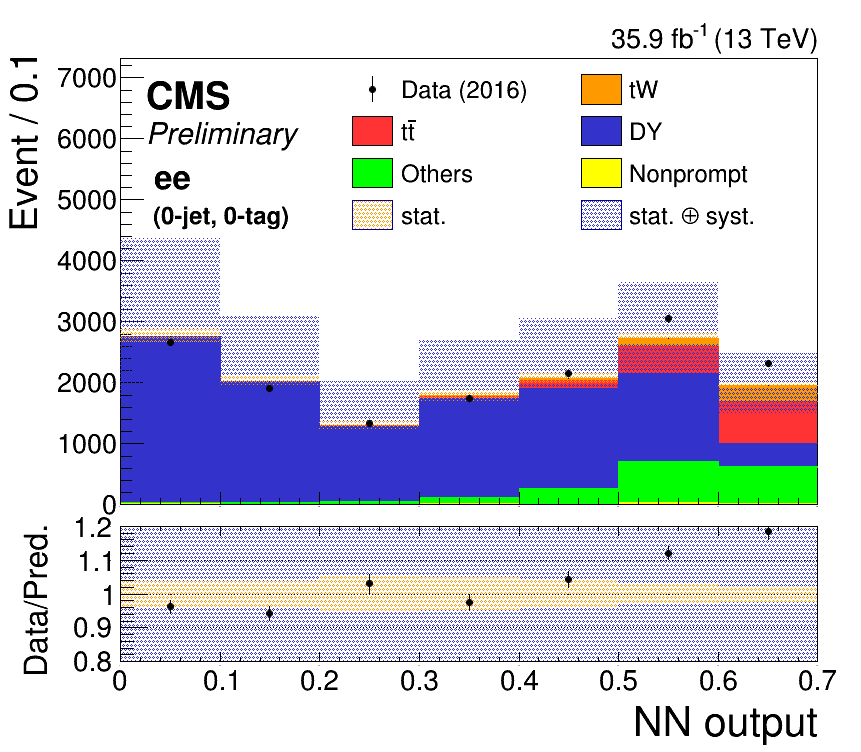 35.9 fb⁻¹ (13 TeV)
Event / 0.1
7000
6000
5000
4000
3000
2000
1000
0
CMS
Preliminary
ee
(0-jet, 0-tag)
Data (2016)
tW
tt̄
DY
Others
Nonprompt
stat.
stat. ⊕ syst.
Data/Pred.
1.2
1.1
1
0.9
0.8
0 0.1 0.2 0.3 0.4 0.5 0.6 0.7
NN output